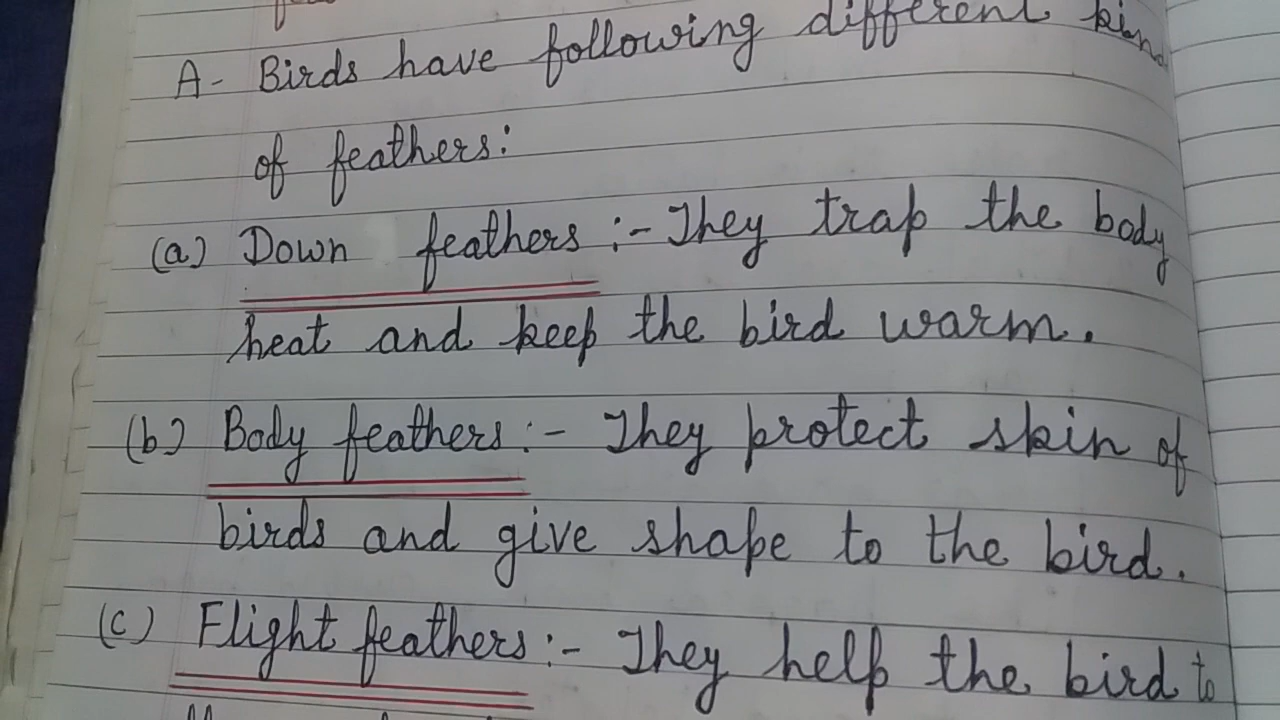 A- Birds have following different kind
of feathers:
(a) Down feathers :- They trap the body
heat and keep the bird warm.
(b) Body feathers :- They protect skin of
birds and give shape to the bird.
(c) Flight feathers :- They help the bird to